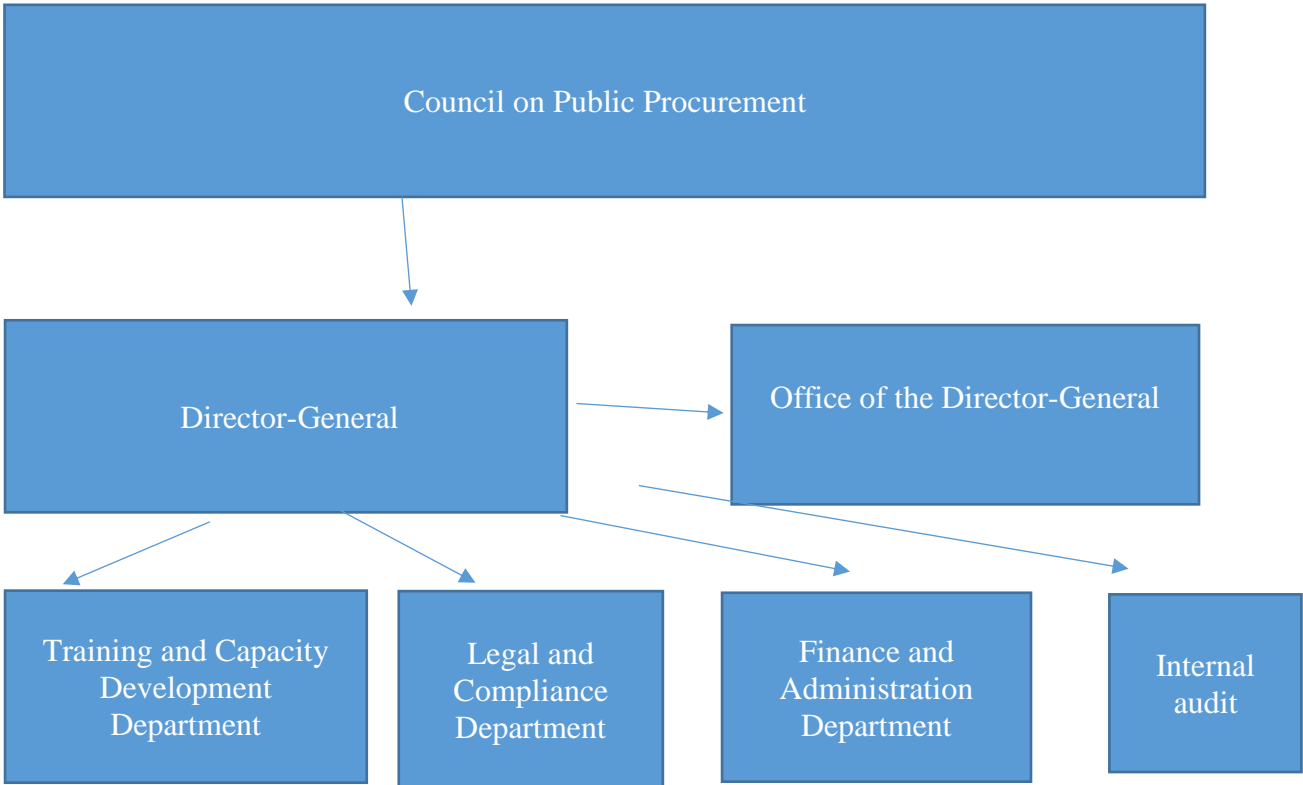 Council on Public Procurement
Director-General
Office of the Director-General
Training and Capacity
Development
Department
Legal and
Compliance
Department
Finance and
Administration
Department
Internal
audit